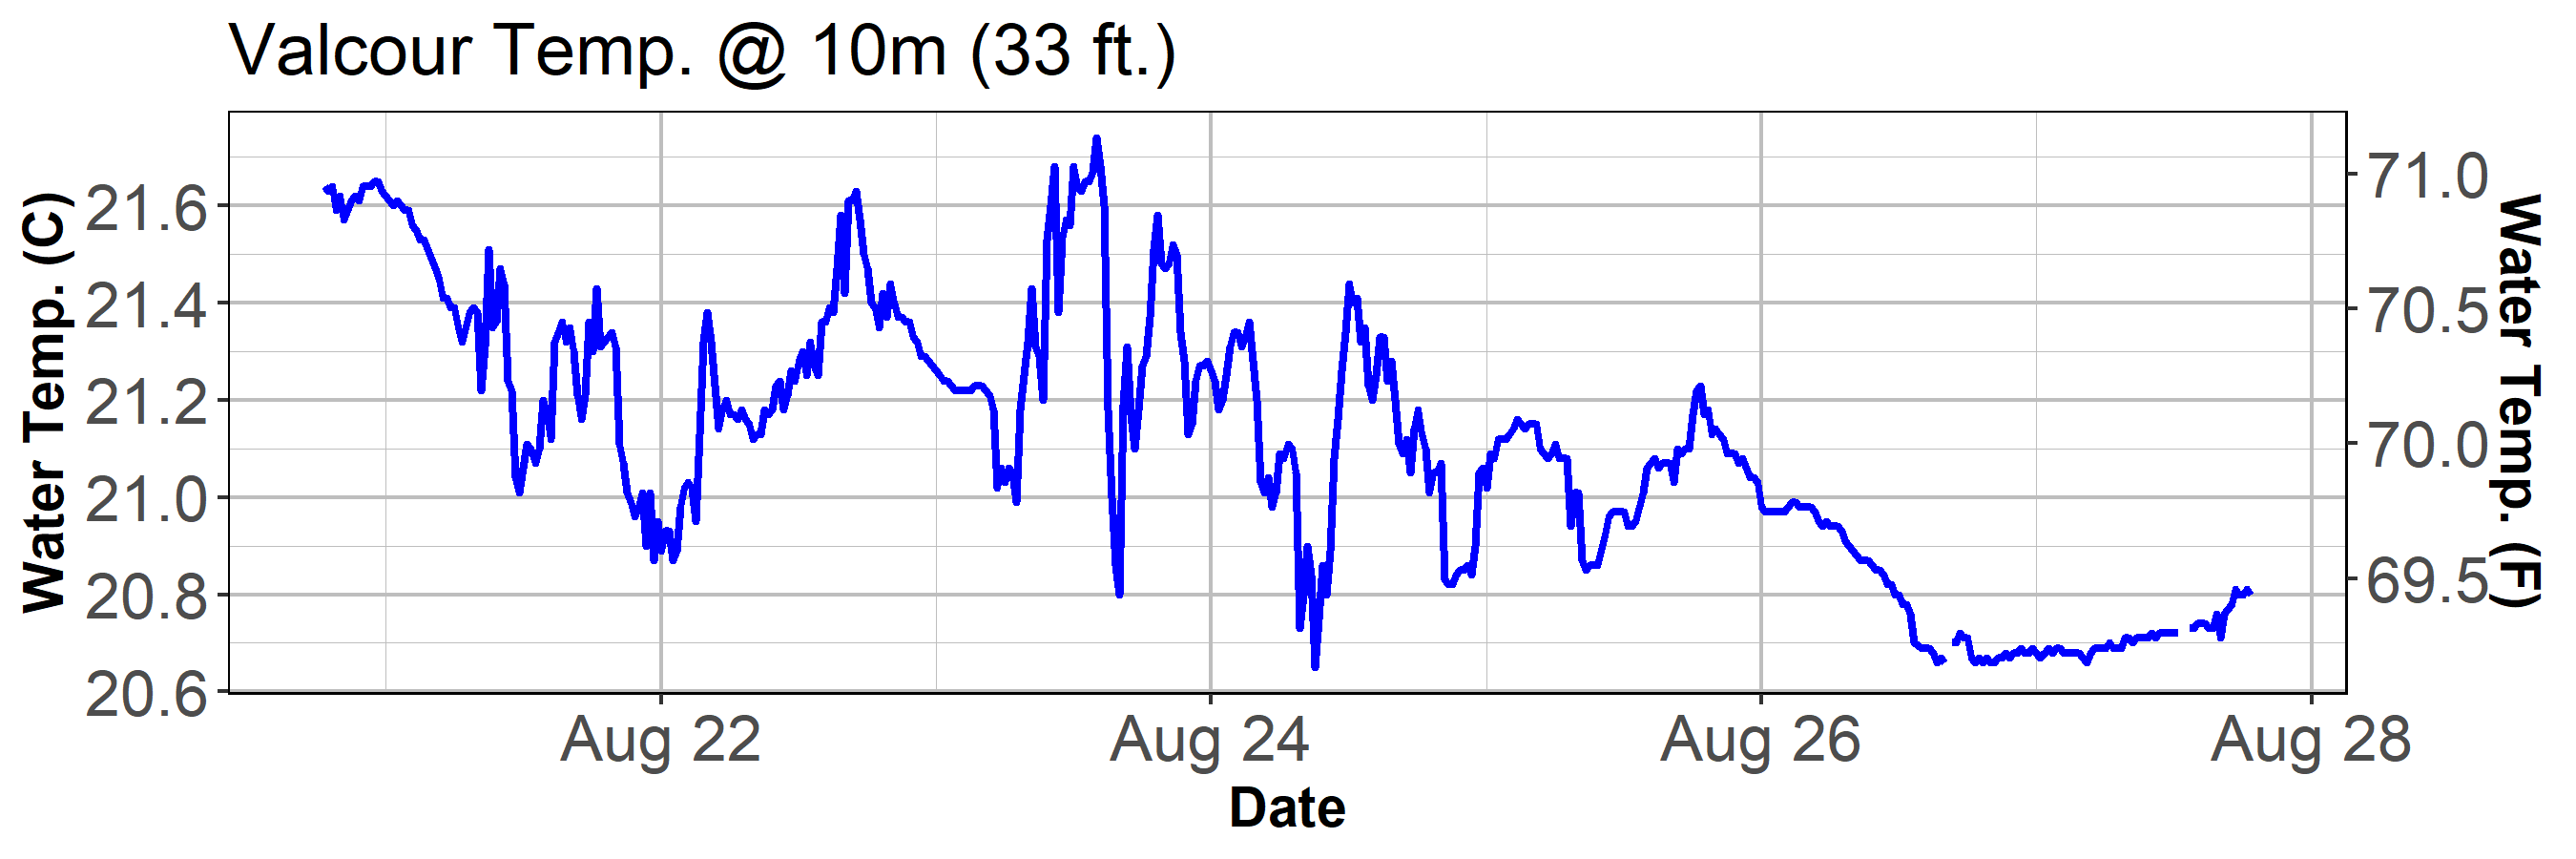 Valcour Temp. @ 10m (33 ft.)
Water Temp. (C)
21.6
21.4
21.2
21.0
20.8
20.6
71.0
70.5
70.0
69.5
Water Temp. (F)
Aug 22 Aug 24 Aug 26 Aug 28
Date